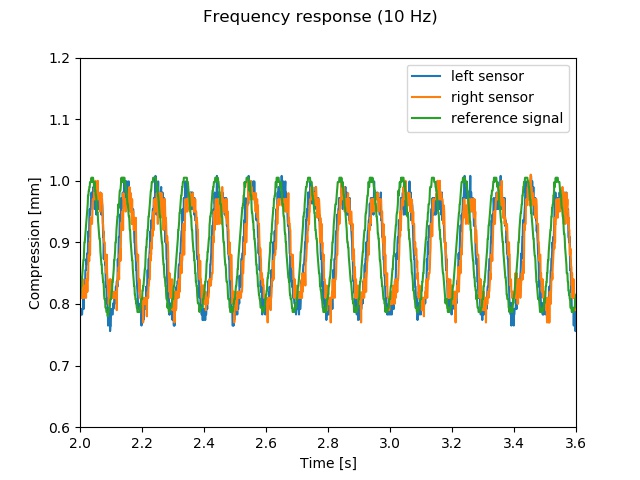 Frequency response (10 Hz)
1.2
1.1
1.0
0.9
0.8
0.7
0.6
Compression [mm]
left sensor
right sensor
reference signal
2.0 2.2 2.4 2.6 2.8 3.0 3.2 3.4 3.6
Time [s]